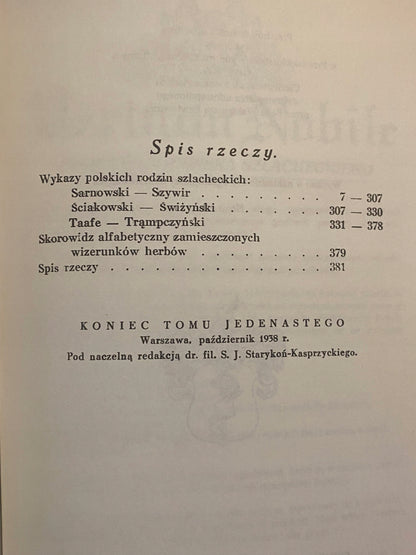 Spis rzeczy.
Wykazy polskich rodzin szlacheckich:
Sarnowski — Szywir . . . . . . . . 7 — 307
Ściakowski — Świżyński . . . . . . 307 — 330
Taafe — Trąmpczyński . . . . . . 331 — 378
Skorowidz alfabetyczny zamieszczonych
wizerunków herbów . . . . . . . . 379
Spis rzeczy . . . . . . . . . . . . 381
KONIEC TOMU JEDENASTEGO
Warszawa, październik 1938 r.
Pod naczelną redakcją dr. fil. S. J. Starykoń-Kasprzyckiego.